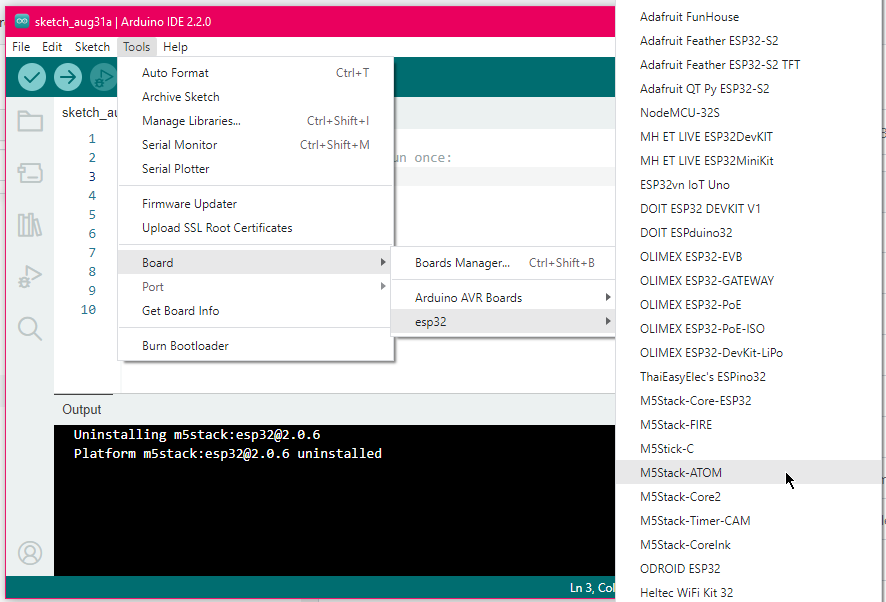 sketch_aug31a | Arduino IDE 2.2.0
File Edit Sketch Tools Help
sketch_au
1
2
3
4
5
6
7
8
9
10
un once:
Auto Format Ctrl+T
Archive Sketch
Manage Libraries... Ctrl+Shift+I
Serial Monitor Ctrl+Shift+M
Serial Plotter
Firmware Updater
Upload SSL Root Certificates
Board
Port
Get Board Info
Burn Bootloader
Boards Manager... Ctrl+Shift+B
Arduino AVR Boards
esp32
Adafruit FunHouse
Adafruit Feather ESP32-S2
Adafruit Feather ESP32-S2 TFT
Adafruit QT Py ESP32-S2
NodeMCU-32S
MH ET LIVE ESP32DevKIT
MH ET LIVE ESP32MiniKit
ESP32vn IoT Uno
DOIT ESP32 DEVKIT V1
DOIT ESPduino32
OLIMEX ESP32-EVB
OLIMEX ESP32-GATEWAY
OLIMEX ESP32-PoE
OLIMEX ESP32-PoE-ISO
OLIMEX ESP32-DevKit-LiPo
ThaiEasyElec's ESPino32
M5Stack-Core-ESP32
M5Stack-FIRE
M5Stick-C
M5Stack-ATOM
M5Stack-Core2
M5Stack-Timer-CAM
M5Stack-CoreInk
ODROID ESP32
Heltec WiFi Kit 32
Output
Uninstalling m5stack:esp32@2.0.6
Platform m5stack:esp32@2.0.6 uninstalled
Ln 3, Col